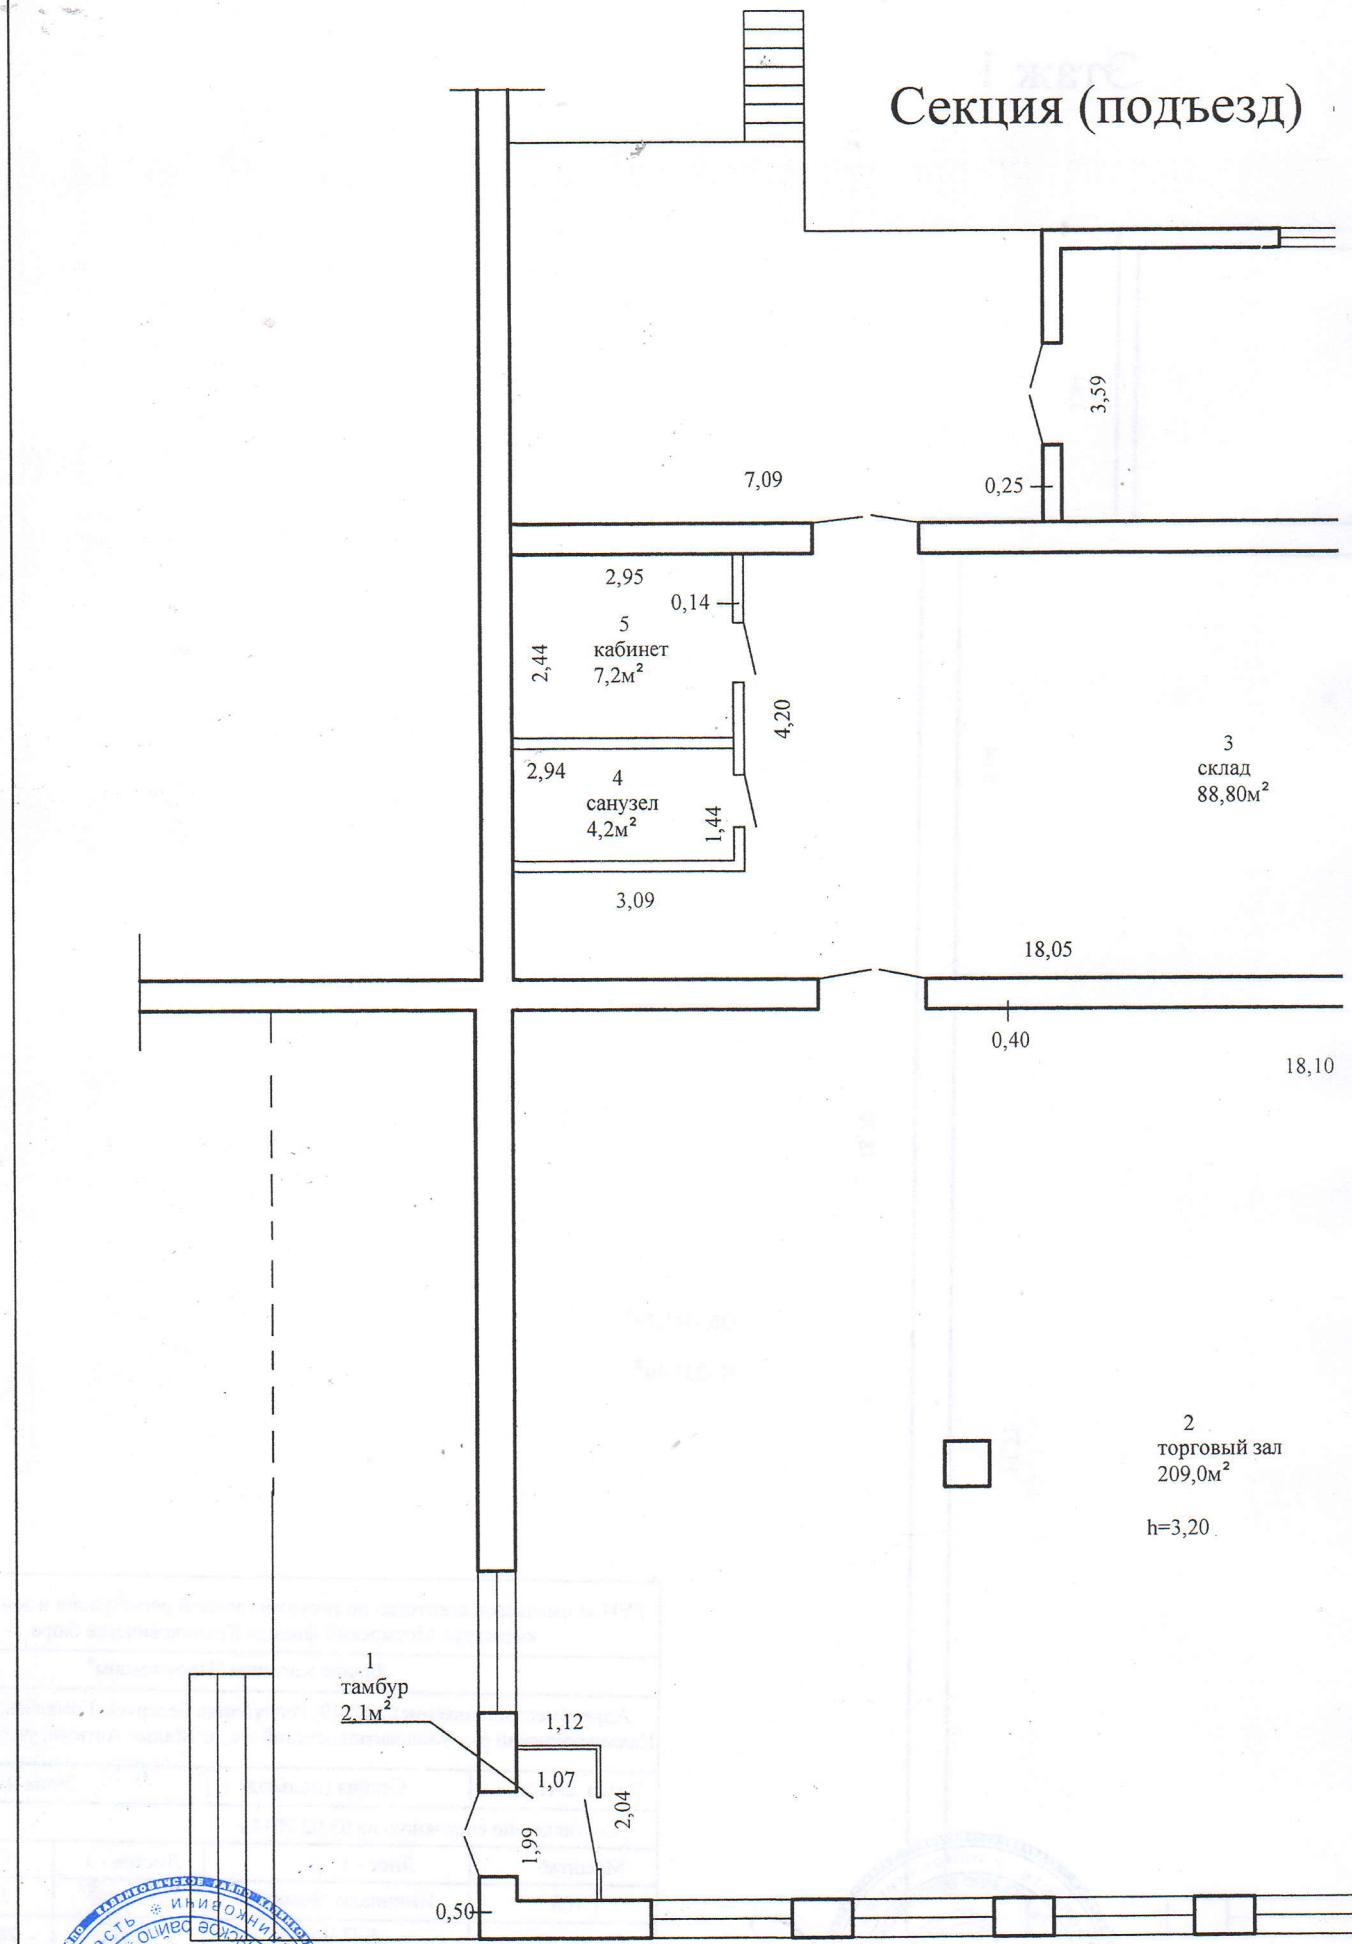 Секция (подъезд)
3,59
7,09
0,25
2,95
0,14
5
кабинет
7,2м²
2,44
4,20
3
склад
88,80м²
2,94
4
санузел
4,2м²
1,44
3,09
18,05
0,40
18,10
2
торговый зал
209,0м²
h=3,20
1
тамбур
2,1м²
1,12
1,07
2,04
1,99
0,50